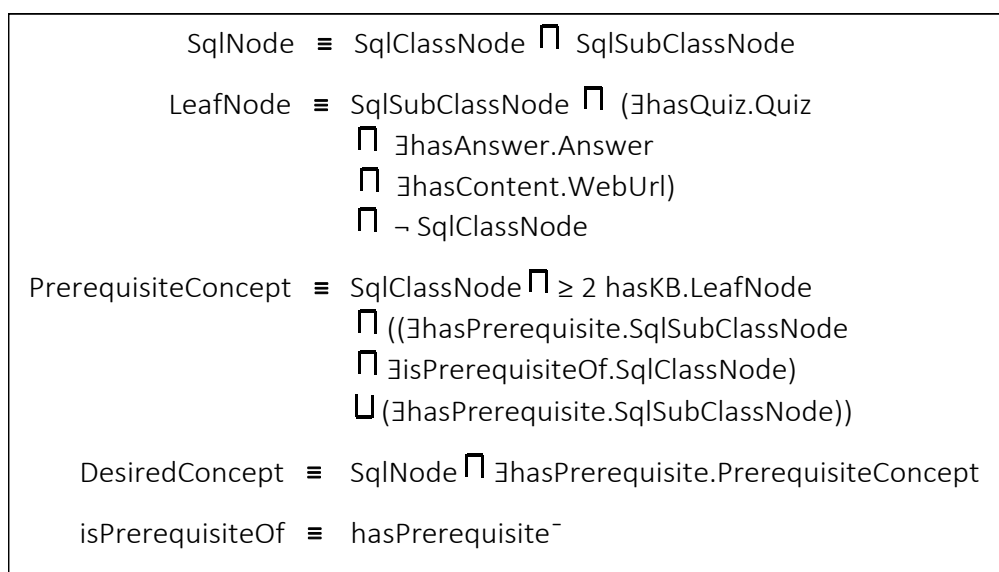 SqlNode ≡ SqlClassNode ⊓ SqlSubClassNode
LeafNode ≡ SqlSubClassNode ⊓ (∃hasQuiz.Quiz
⊓ ∃hasAnswer.Answer
⊓ ∃hasContent.WebUrl)
⊓ ¬ SqlClassNode
PrerequisiteConcept ≡ SqlClassNode ⊓ ≥ 2 hasKB.LeafNode
⊓ ((∃hasPrerequisite.SqlSubClassNode
⊓ ∃isPrerequisiteOf.SqlClassNode)
⊔ (∃hasPrerequisite.SqlSubClassNode))
DesiredConcept ≡ SqlNode ⊓ ∃hasPrerequisite.PrerequisiteConcept
isPrerequisiteOf ≡ hasPrerequisite⁻